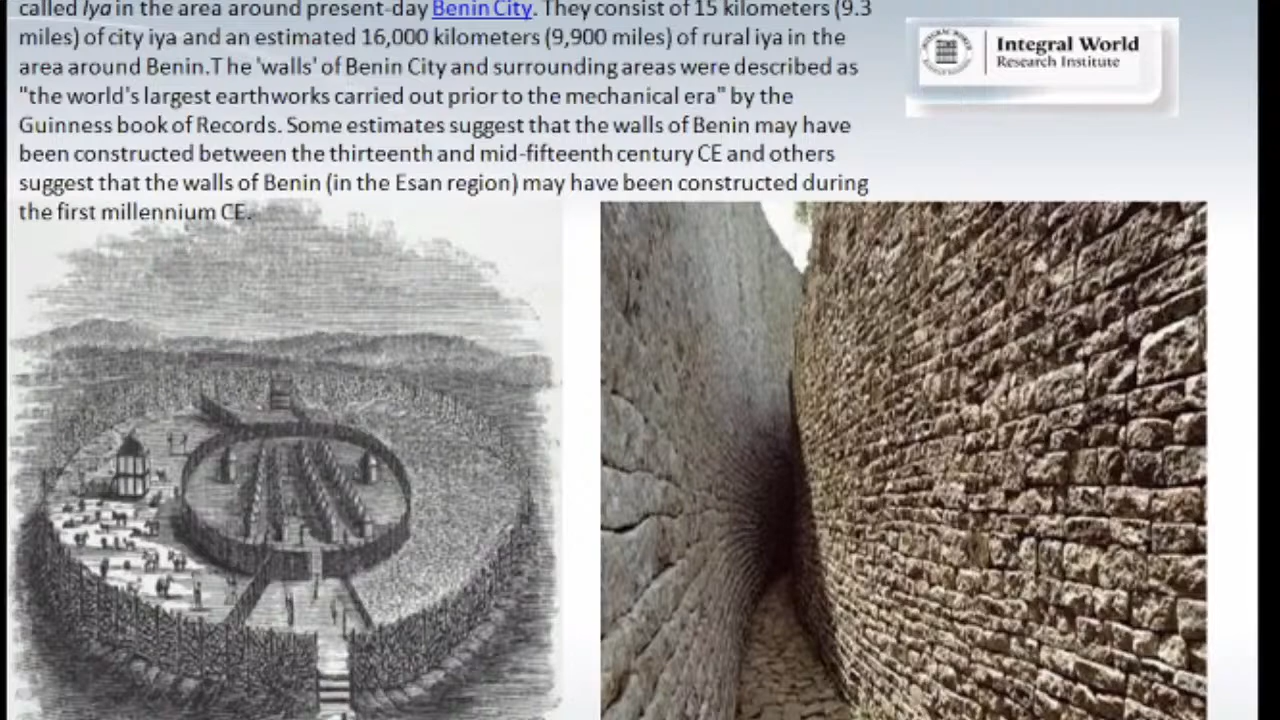 called Iya in the area around present-day Benin City. They consist of 15 kilometers (9.3
miles) of city iya and an estimated 16,000 kilometers (9,900 miles) of rural iya in the
area around Benin.The 'walls' of Benin City and surrounding areas were described as
"the world's largest earthworks carried out prior to the mechanical era" by the
Guinness book of Records. Some estimates suggest that the walls of Benin may have
been constructed between the thirteenth and mid-fifteenth century CE and others
suggest that the walls of Benin (in the Esan region) may have been constructed during
the first millennium CE.
Integral World
Research Institute